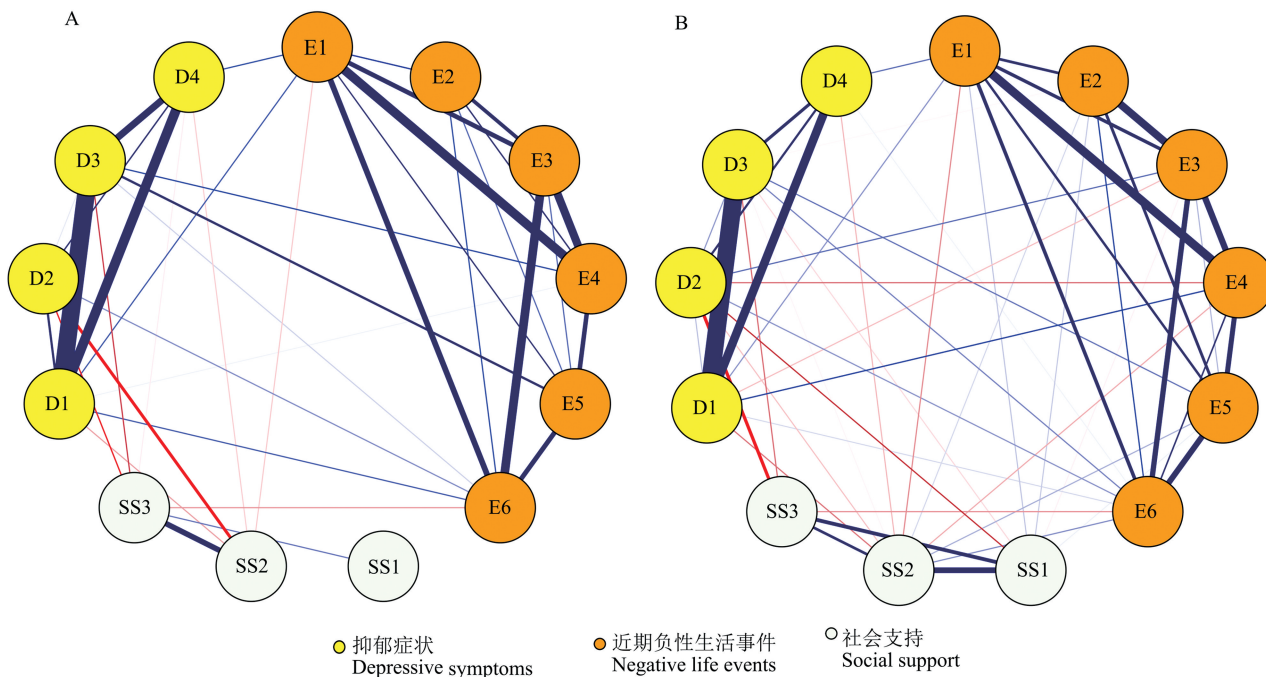 A
B
E1
E2
E3
E4
E5
E6
SS1
SS2
SS3
D1
D2
D3
D4
E1
E2
E3
E4
E5
E6
SS1
SS2
SS3
D1
D2
D3
D4
抑郁症状
Depressive symptoms
近期负性生活事件
Negative life events
社会支持
Social support